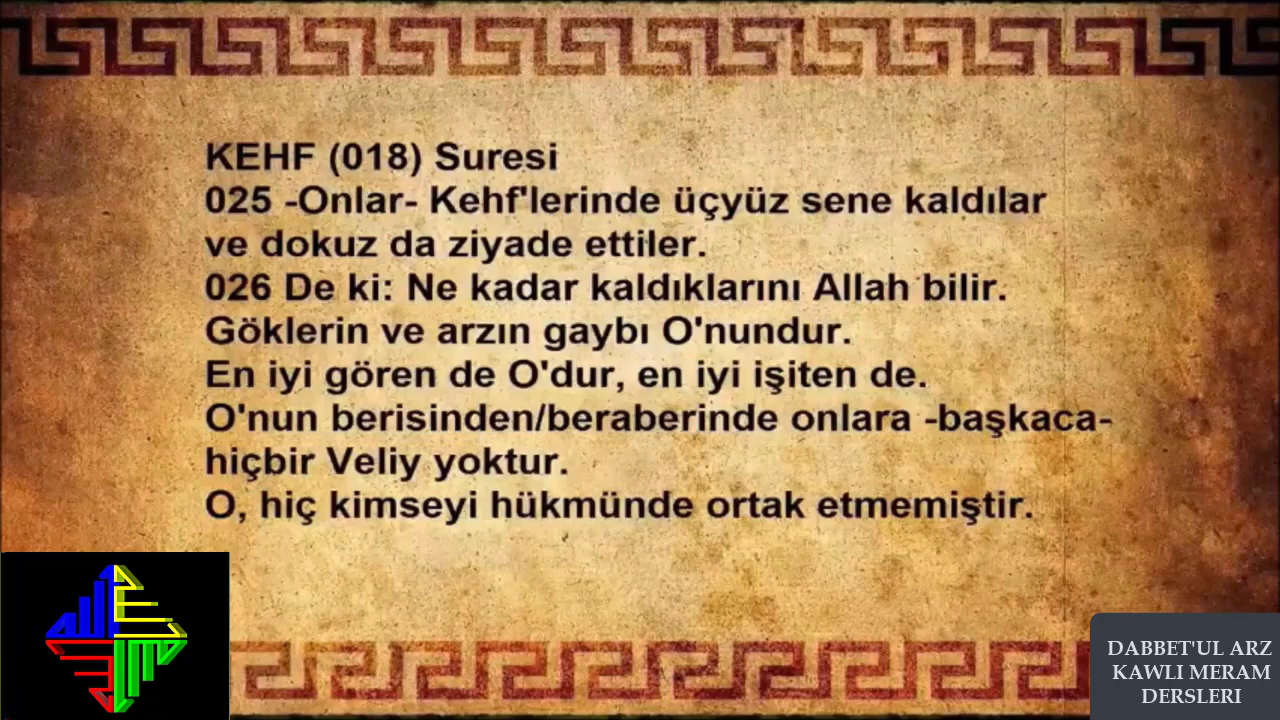 KEHF (018) Suresi
025 -Onlar- Kehf'lerinde üçyüz sene kaldılar
ve dokuz da ziyade ettiler.
026 De ki: Ne kadar kaldıklarını Allah bilir.
Göklerin ve arzın gaybı O'nundur.
En iyi gören de O'dur, en iyi işiten de.
O'nun berisinden/beraberinde onlara -başkaca-
hiçbir Veliy yoktur.
O, hiç kimseyi hükmünde ortak etmemiştir.
DABBET'UL ARZ
KAWLI MERAM
DERSLERI